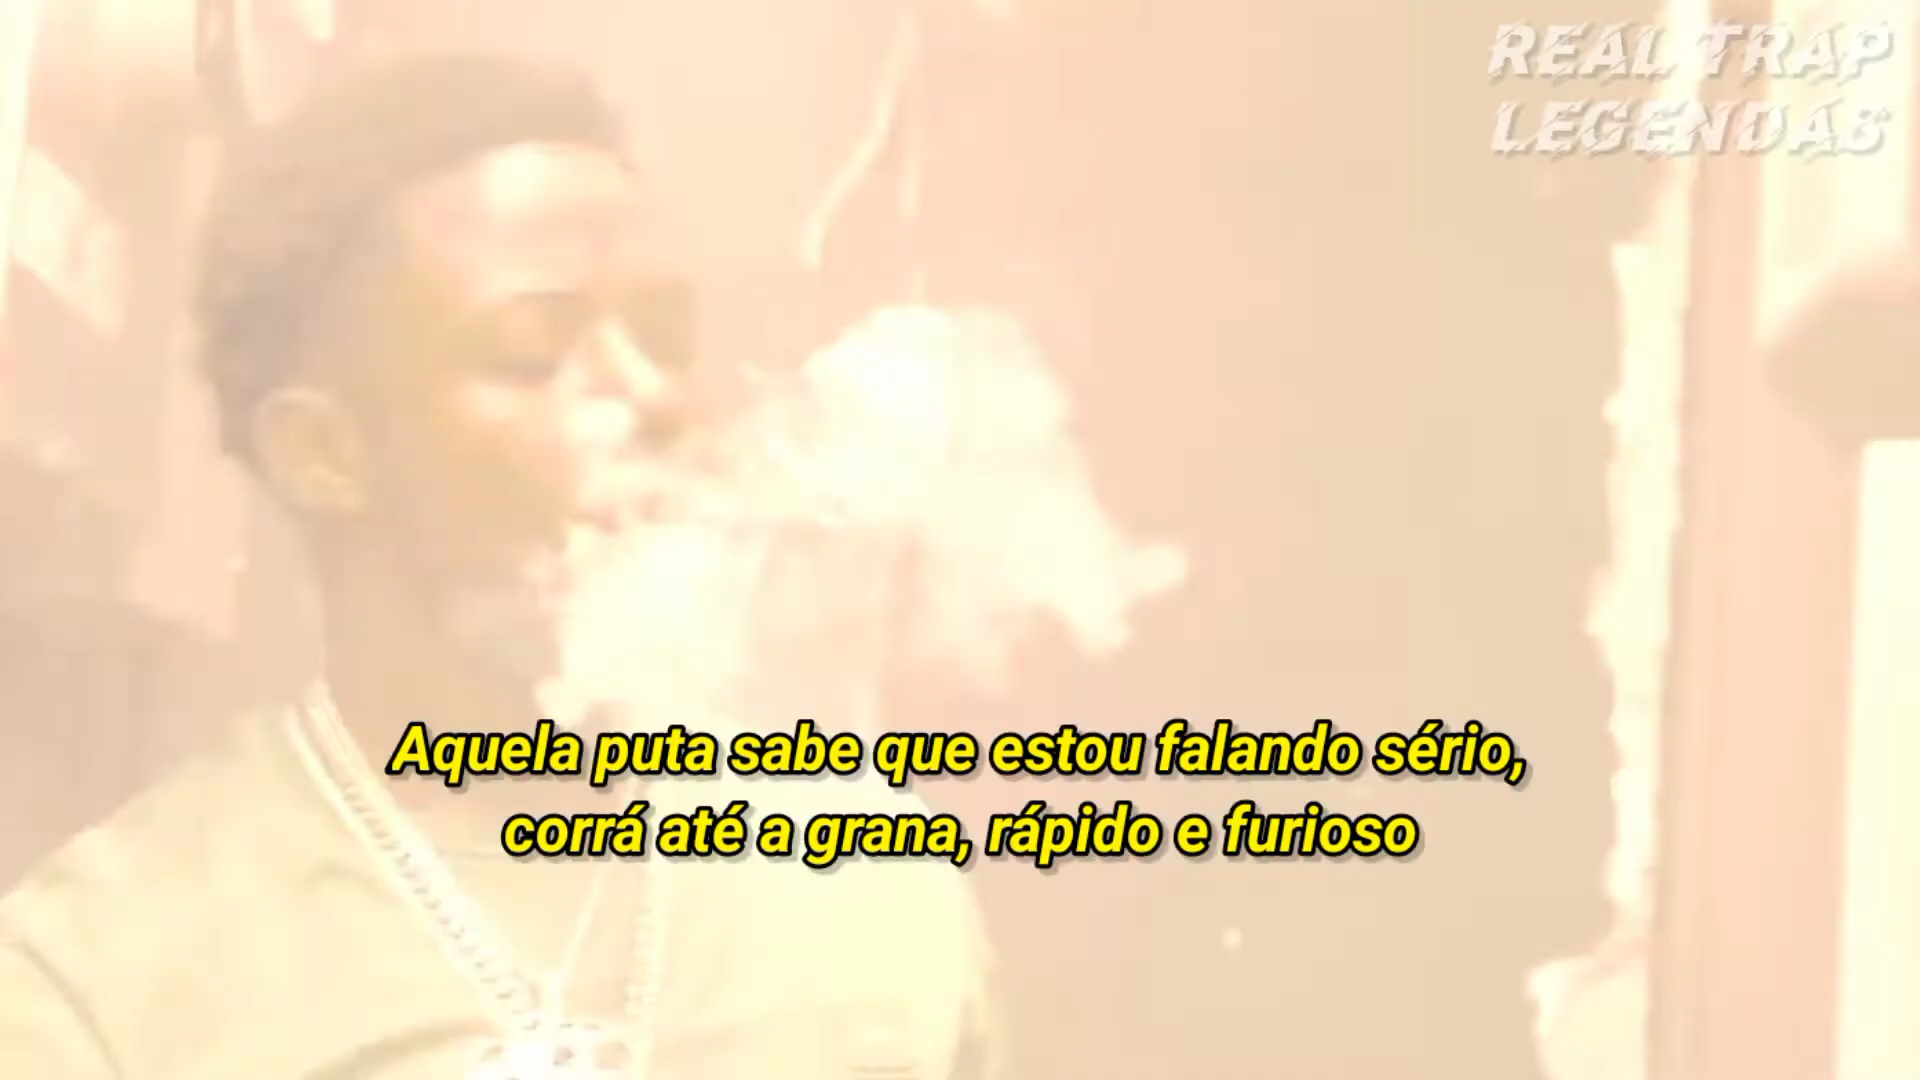 REAL TRAP
LEGENDAS
Aquela puta sabe que estou falando sério,
corrá até a grana, rápido e furioso